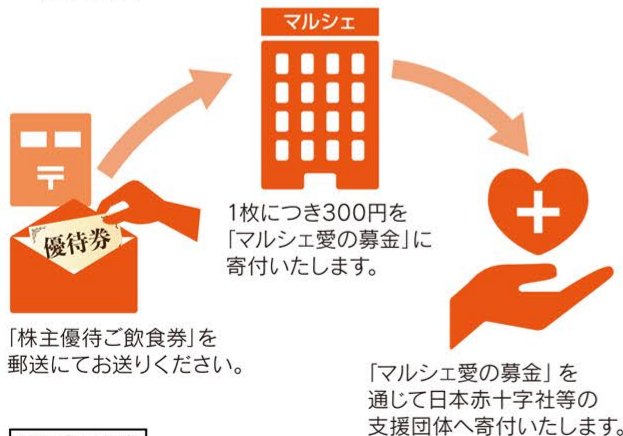 マルシェ
〒
優待券
「株主優待ご飲食券」を
郵送にてお送りください。
1枚につき300円を
「マルシェ愛の募金」に
寄付いたします。
「マルシェ愛の募金」を
通じて日本赤十字社等の
支援団体へ寄付いたします。